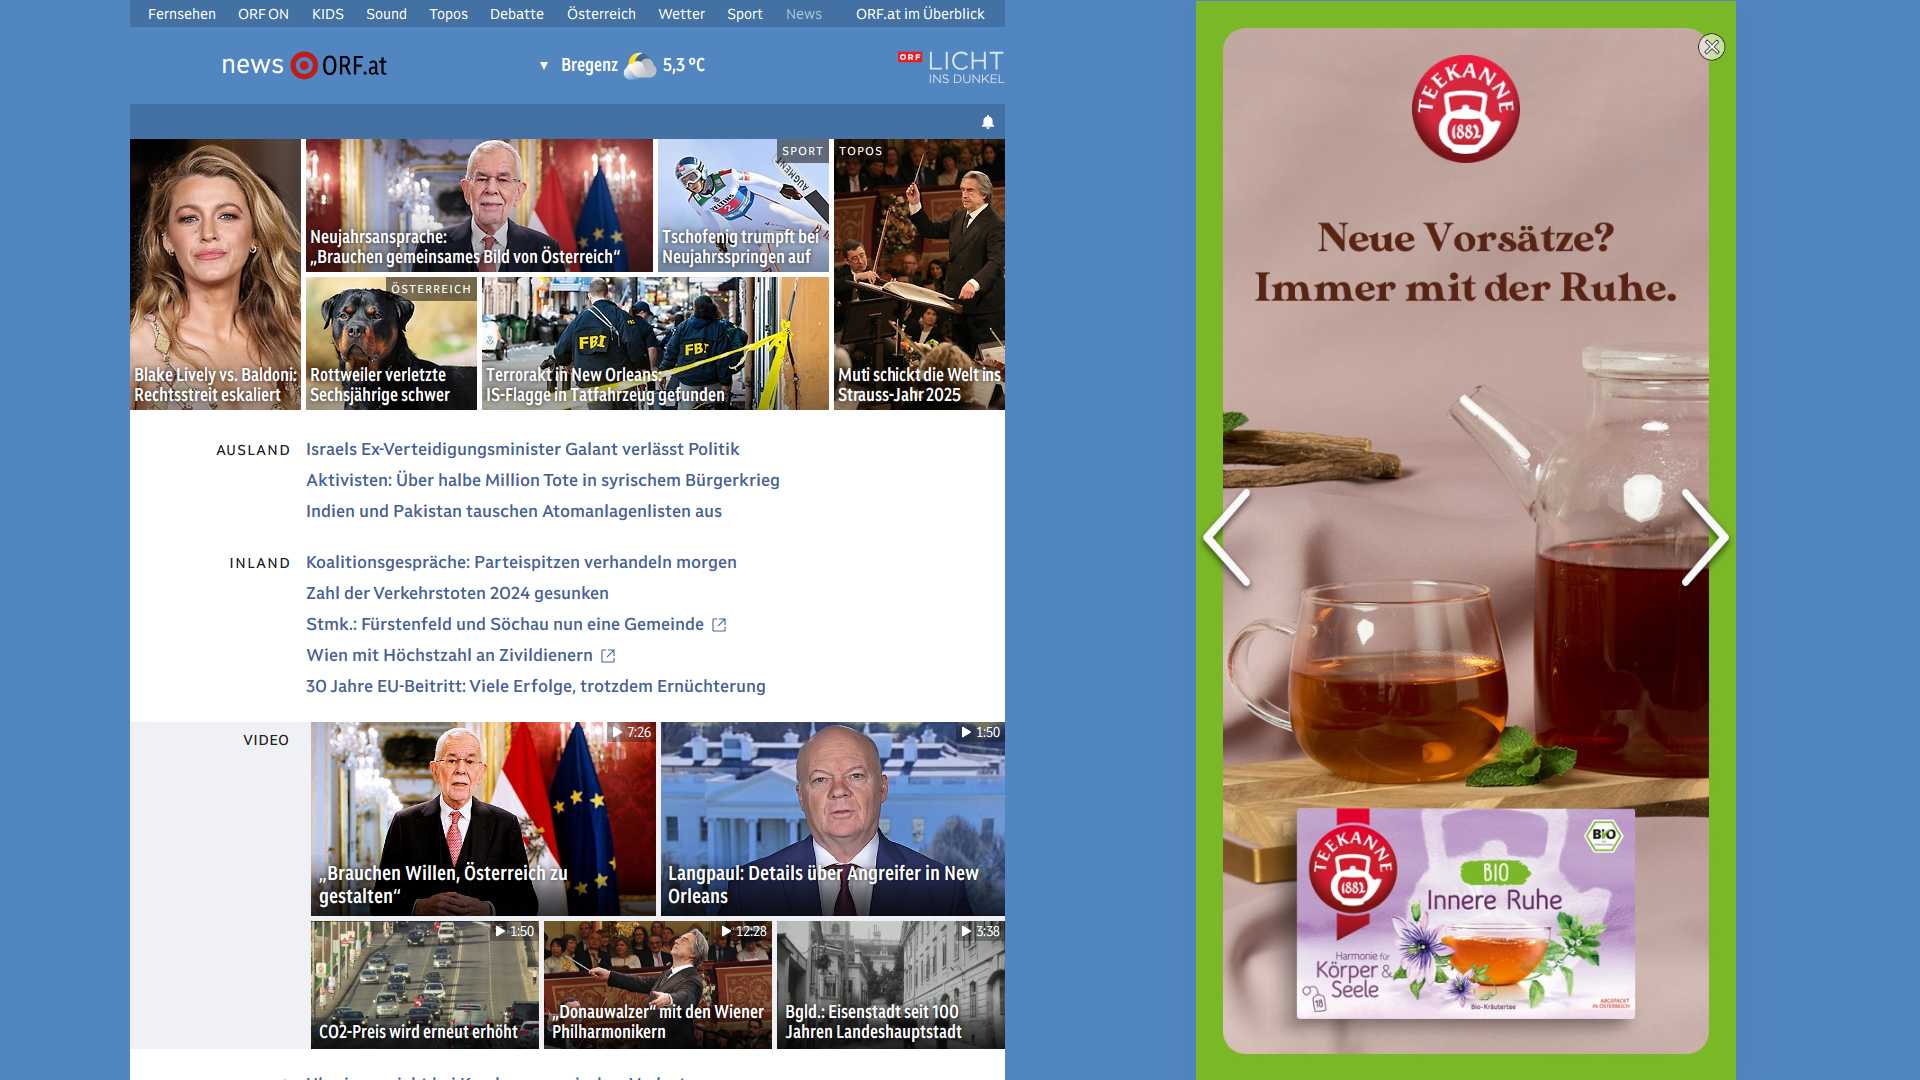 Fernsehen ORF ON KIDS Sound Topos Debatte Österreich Wetter Sport News ORF.at im Überblick
news ORF.at
Bregenz 5,3 °C
ORF LICHT
INS DUNKEL
Blake Lively vs. Baldoni:
Rechtsstreit eskaliert
Neujahrsansprache:
„Brauchen gemeinsames Bild von Österreich“
SPORT
Tschofenig trumpft bei
Neujahrsspringen auf
ÖSTERREICH
Rottweiler verletzte
Sechsjährige schwer
FBI
FBI
Terrorakt in New Orleans:
IS-Flagge in Tatfahrzeug gefunden
TOPOS
Muti schickt die Welt ins
Strauss-Jahr 2025
AUSLAND
Israels Ex-Verteidigungsminister Galant verlässt Politik
Aktivisten: Über halbe Million Tote in syrischem Bürgerkrieg
Indien und Pakistan tauschen Atomanlagenlisten aus
INLAND
Koalitionsgespräche: Parteispitzen verhandeln morgen
Zahl der Verkehrstoten 2024 gesunken
Stmk.: Fürstenfeld und Söchau nun eine Gemeinde
Wien mit Höchstzahl an Zivildienern
30 Jahre EU-Beitritt: Viele Erfolge, trotzdem Ernüchterung
VIDEO
7:26
„Brauchen Willen, Österreich zu
gestalten“
1:50
Langpaul: Details über Angreifer in New
Orleans
1:50
CO2-Preis wird erneut erhöht
12:28
„Donauwalzer“ mit den Wiener
Philharmonikern
3:38
Bgld.: Eisenstadt seit 100
Jahren Landeshauptstadt
TEEKANNE
1882
Neue Vorsätze?
Immer mit der Ruhe.
TEEKANNE
1882
BIO
BIO
Innere Ruhe
Harmonie für
Körper &
Seele
18
Bio-Kräutertee
ABGEPACKT
IN ÖSTERREICH